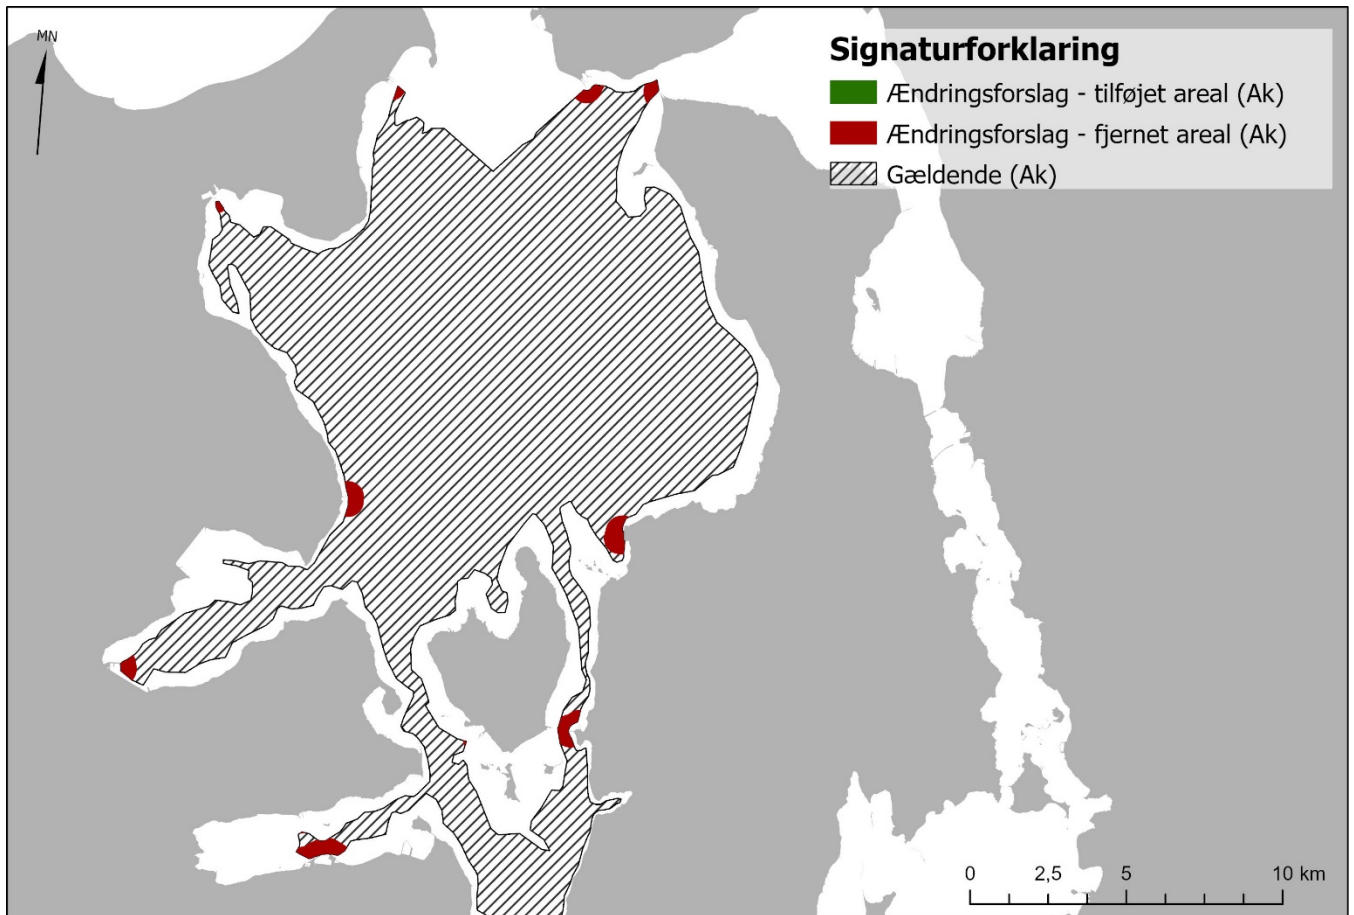 MN
Signaturforklaring
Ændringsforslag - tilføjet areal (Ak)
Ændringsforslag - fjernet areal (Ak)
Gældende (Ak)
0 2,5 5 10 km